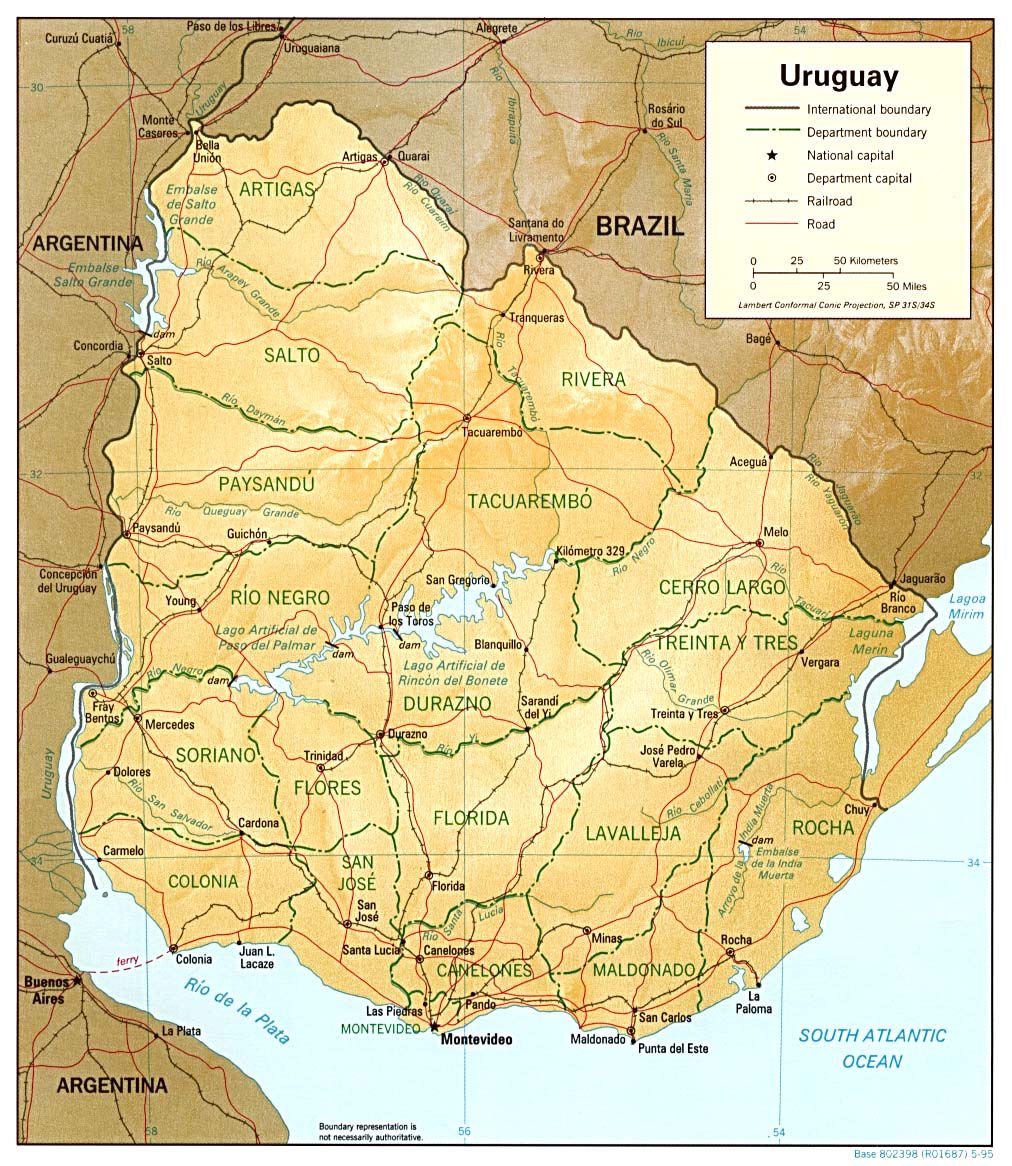 58
54
Paso de los Libres
Curuzú Cuatiá
Uruguaiana
Alegrete
Río Ibicuí
30
Uruguay
Río Ibirapuita
Rosário
do Sul
Río Santa María
Monte
Caseros
Bella
Unión
Artigas
Quaraí
Río Quaraí
Río Cuareim
Embalse
de Salto
Grande
ARTIGAS
ARGENTINA
Embalse
Salto Grande
Río Arapey Grande
Santana do
Livramento
Rivera
BRAZIL
Uruguay
International boundary
Department boundary
National capital
Department capital
Railroad
Road
0 25 50 Kilometers
0 25 50 Miles
Lambert Conformal Conic Projection, SP 31S/34S
dam
Concordia
Salto
SALTO
Tranqueras
Río Tacuarembó
RIVERA
Bagé
Río Daymán
Tacuarembó
Aceguá
32
32
PAYSANDÚ
TACUAREMBÓ
Río Jaguarão
Río Yaguarón
Río Queguay Grande
Paysandú
Guichón
Melo
Kilómetro 329
Río Negro
Concepción
del Uruguay
San Gregorio
CERRO LARGO
Río Tacuarí
Jaguarão
Río
Branco
Lagoa
Mirim
Young
RÍO NEGRO
Paso de
los Toros
Lago Artificial de
Paso del Palmar
dam
dam
Blanquillo
TREINTA Y TRES
Laguna
Merín
Gualeguaychú
Río Negro
dam
Lago Artificial de
Rincón del Bonete
Río Olimar Grande
Vergara
Fray
Bentos
Mercedes
DURAZNO
Sarandí
del Yí
Treinta y Tres
Uruguay
SORIANO
Trinidad
Durazno
Río Yí
José Pedro
Varela
Dolores
FLORES
Río San Salvador
Río Cebollatí
Chuy
FLORIDA
LAVALLEJA
ROCHA
Cardona
Arroyo de la India Muerta
dam
Embalse
de la India
Muerta
34
34
Carmelo
COLONIA
SAN
JOSÉ
Florida
San
José
Río Santa Lucía
Santa Lucía
Canelones
Minas
Rocha
Colonia
Juan L.
Lacaze
ferry
CANELONES
MALDONADO
Buenos
Aires
Río de la Plata
Las Piedras
Pando
La
Paloma
San Carlos
MONTEVIDEO
Montevideo
Maldonado
Punta del Este
La Plata
SOUTH ATLANTIC
OCEAN
ARGENTINA
Boundary representation is
not necessarily authoritative.
58
56
54
Base 802398 (R01687) 5-95